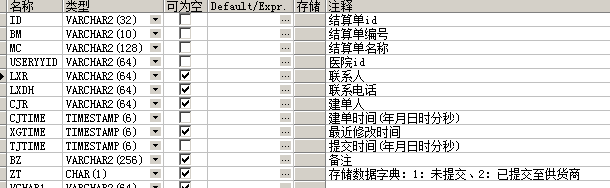 名称 类型 可为空 Default/Expr. 存储 注释
ID VARCHAR2(32) ... 结算单id
BM VARCHAR2(10) ... 结算单编号
MC VARCHAR2(128) ... 结算单名称
USERYYID VARCHAR2(64) ... 医院id
LXR VARCHAR2(64) ... 联系人
LXDH VARCHAR2(64) ... 联系电话
CJR VARCHAR2(64) ... 建单人
CJTIME TIMESTAMP(6) ... 建单时间(年月日时分秒)
XGTIME TIMESTAMP(6) ... 最近修改时间
TJTIME TIMESTAMP(6) ... 提交时间(年月日时分秒)
BZ VARCHAR2(256) ... 备注
ZT CHAR(1) ... 存储数据字典：1：未提交、2：已提交至供货商
VCHAR1 VARCHAR2(64)